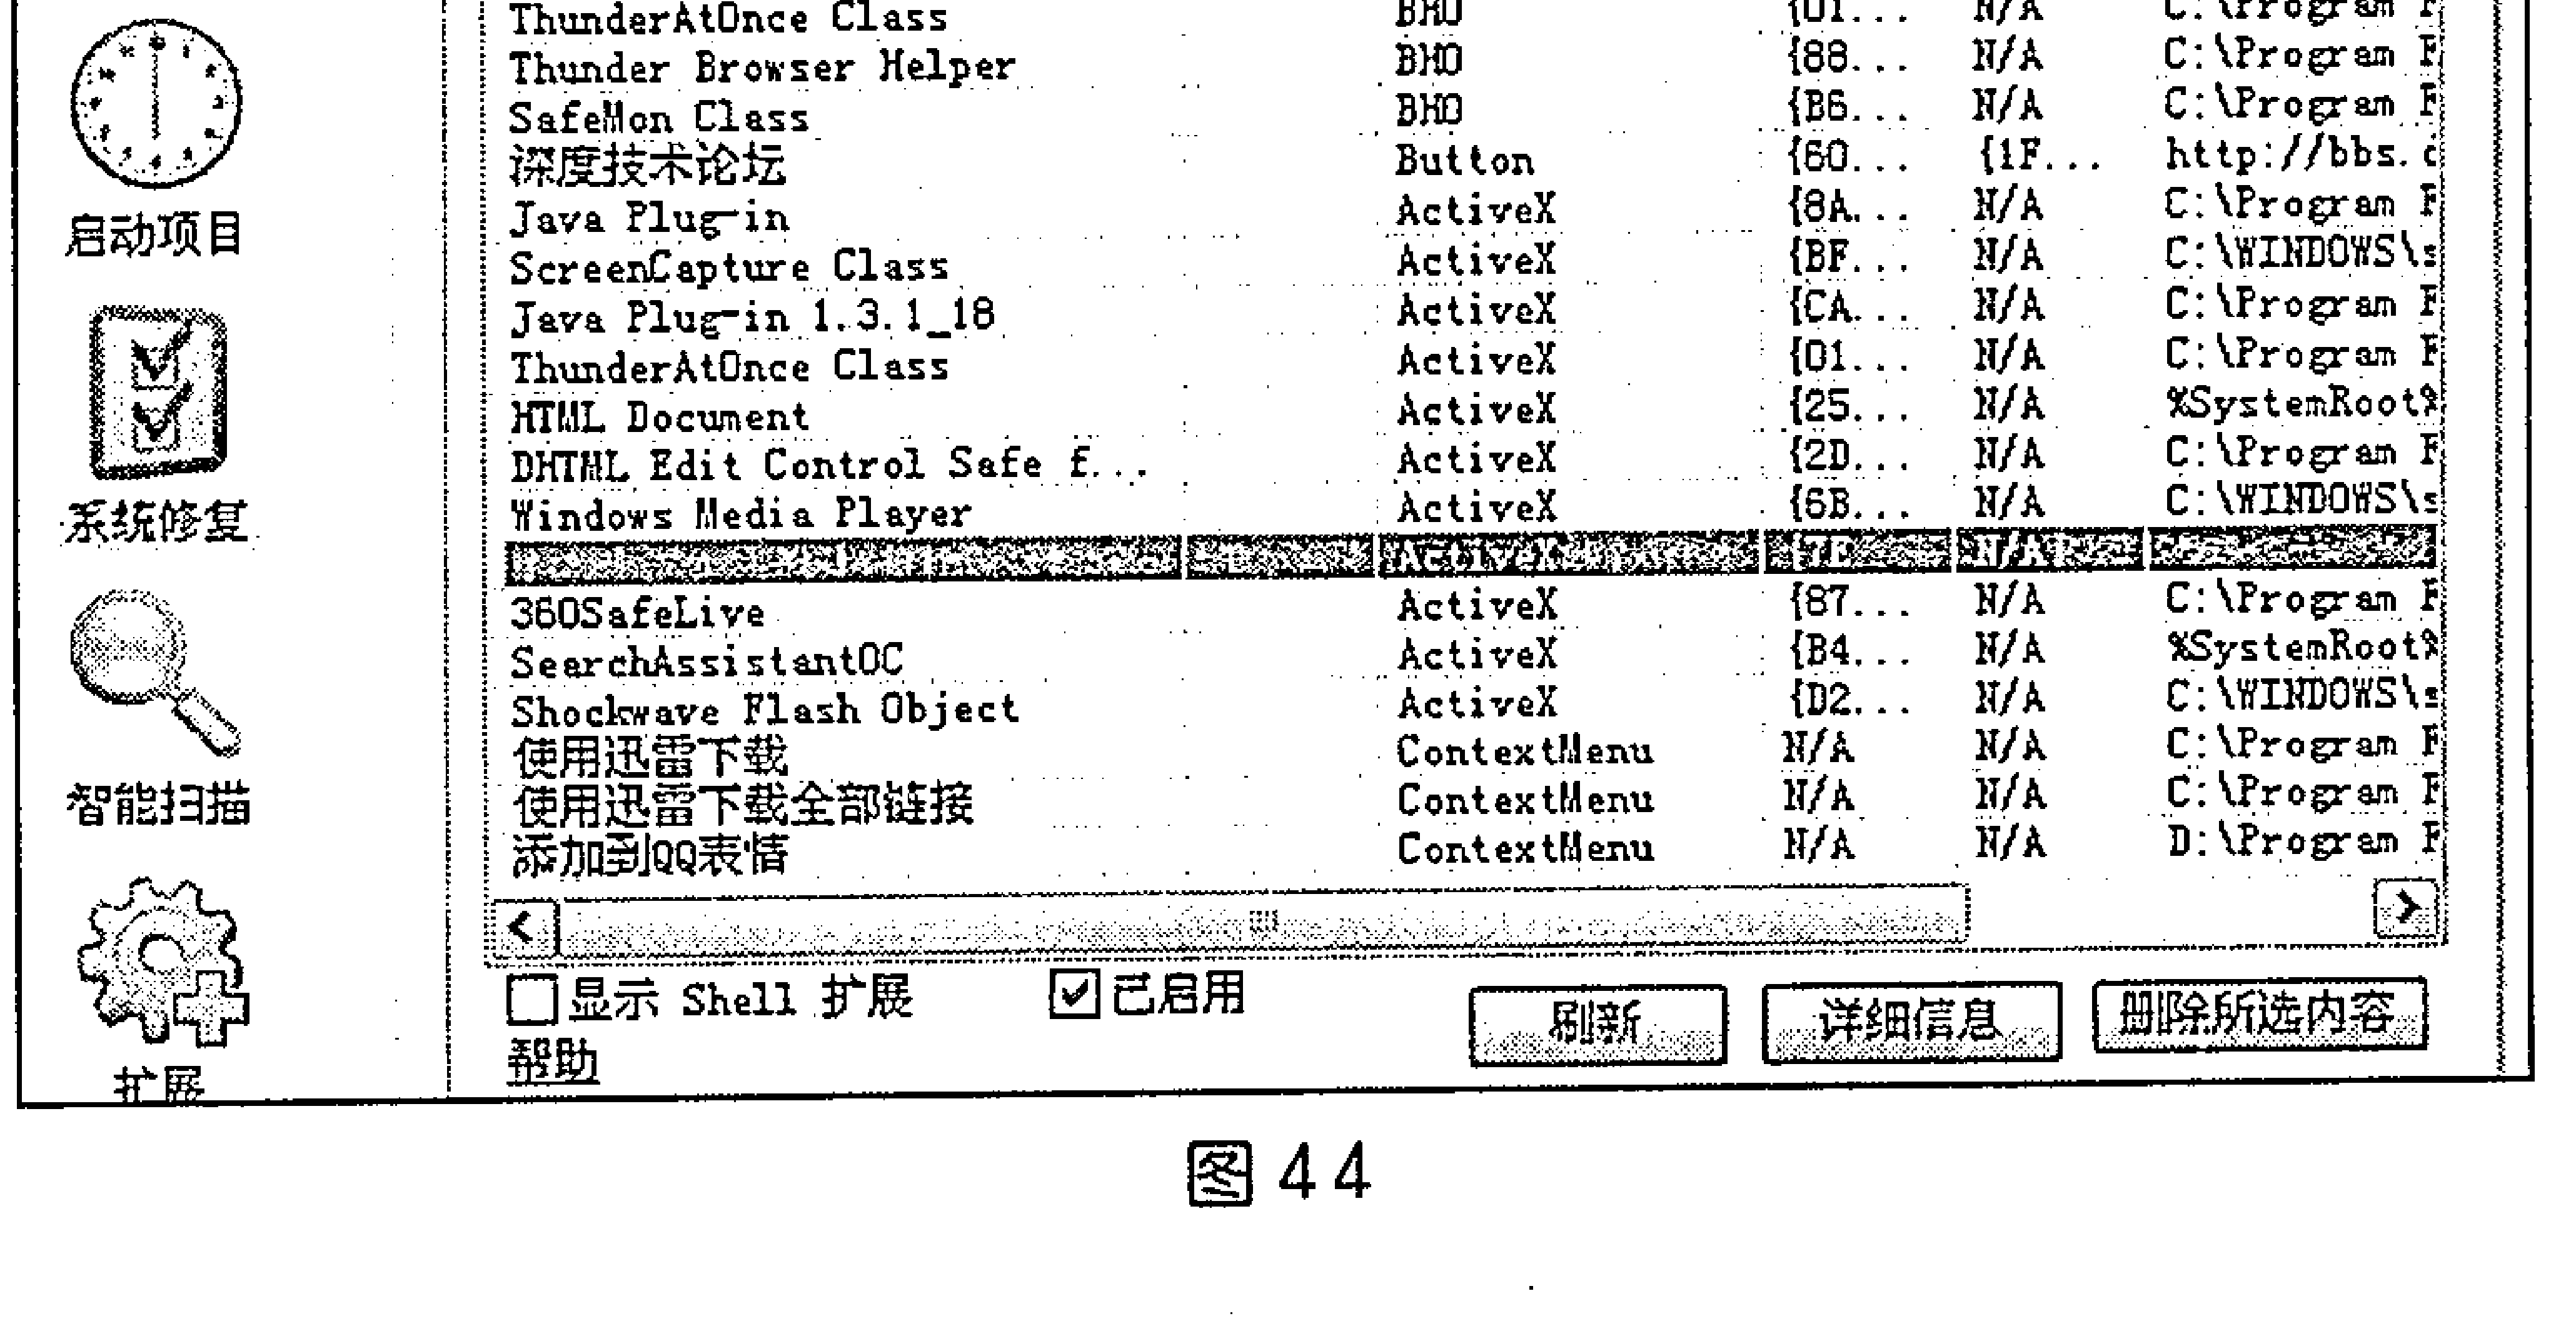 启动项目
系统修复
智能扫描
扩展
ThunderAtOnce Class BHO {01... N/A C:\Program F
Thunder Browser Helper BHO {88... N/A C:\Program F
SafeMon Class BHO {B6... N/A C:\Program F
深度技术论坛 Button {60... {1F... http://bbs.
Java Plug-in ActiveX {8A... N/A C:\Program F
ScreenCapture Class ActiveX {BF... N/A C:\WINDOWS\s
Java Plug-in 1.3.1_18 ActiveX {CA... N/A C:\Program F
ThunderAtOnce Class ActiveX {01... N/A C:\Program F
HTML Document ActiveX {25... N/A %SystemRoot%
DHTML Edit Control Safe f... ActiveX {2D... N/A C:\Program F
Windows Media Player ActiveX {6B... N/A C:\WINDOWS\s
ActiveX N/A
360SafeLive ActiveX {87... N/A C:\Program F
SearchAssistantOC ActiveX {B4... N/A %SystemRoot%
Shockwave Flash Object ActiveX {D2... N/A C:\WINDOWS\s
使用迅雷下载 ContextMenu N/A N/A C:\Program F
使用迅雷下载全部链接 ContextMenu N/A N/A C:\Program F
添加到QQ表情 ContextMenu N/A N/A D:\Program F
显示 Shell 扩展 已启用 刷新 详细信息 删除所选内容
帮助
图 44